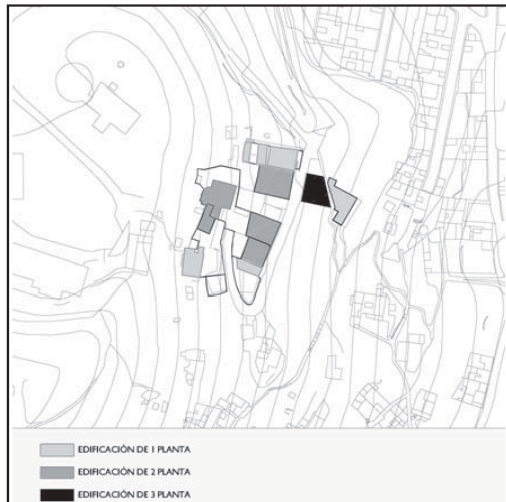 EDIFICACIÓN DE 1 PLANTA
EDIFICACIÓN DE 2 PLANTA
EDIFICACIÓN DE 3 PLANTA